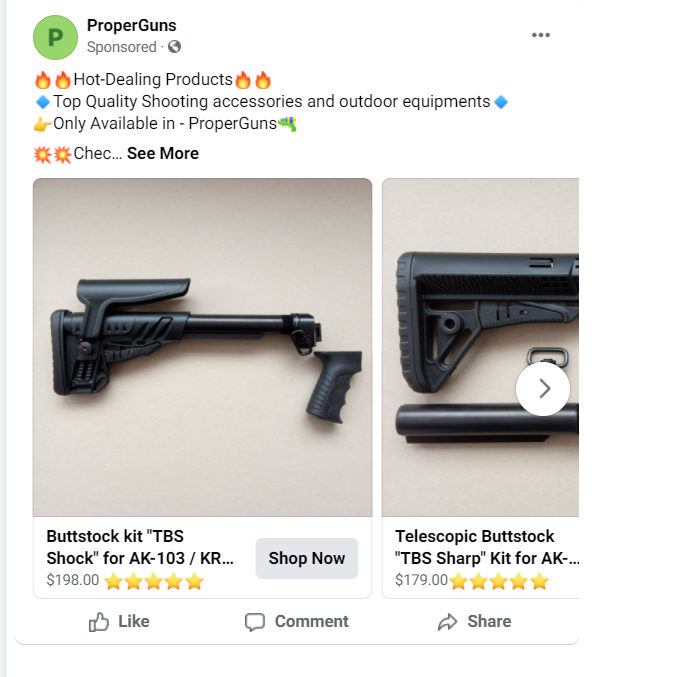 P
ProperGuns
Sponsored ·
🔥🔥Hot-Dealing Products🔥🔥
🔷Top Quality Shooting accessories and outdoor equipments🔷
👉Only Available in - ProperGuns🔫
💥💥Chec... See More
Buttstock kit "TBS
Shock" for AK-103 / KR...
$198.00 ⭐⭐⭐⭐⭐
Shop Now
Telescopic Buttstock
"TBS Sharp" Kit for AK-...
$179.00⭐⭐⭐⭐⭐
Like
Comment
Share